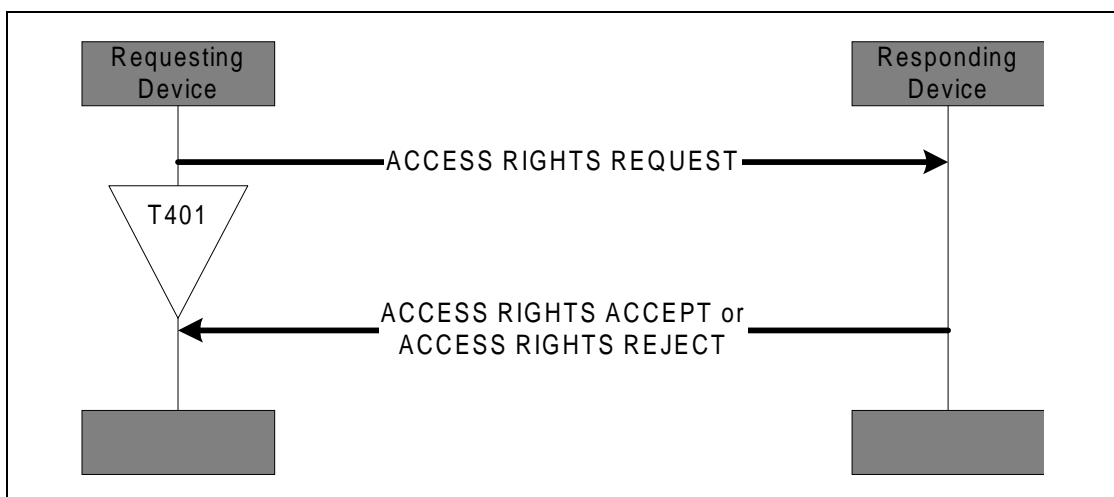 Requesting
Device
Responding
Device
ACCESS RIGHTS REQUEST
T401
ACCESS RIGHTS ACCEPT or
ACCESS RIGHTS REJECT